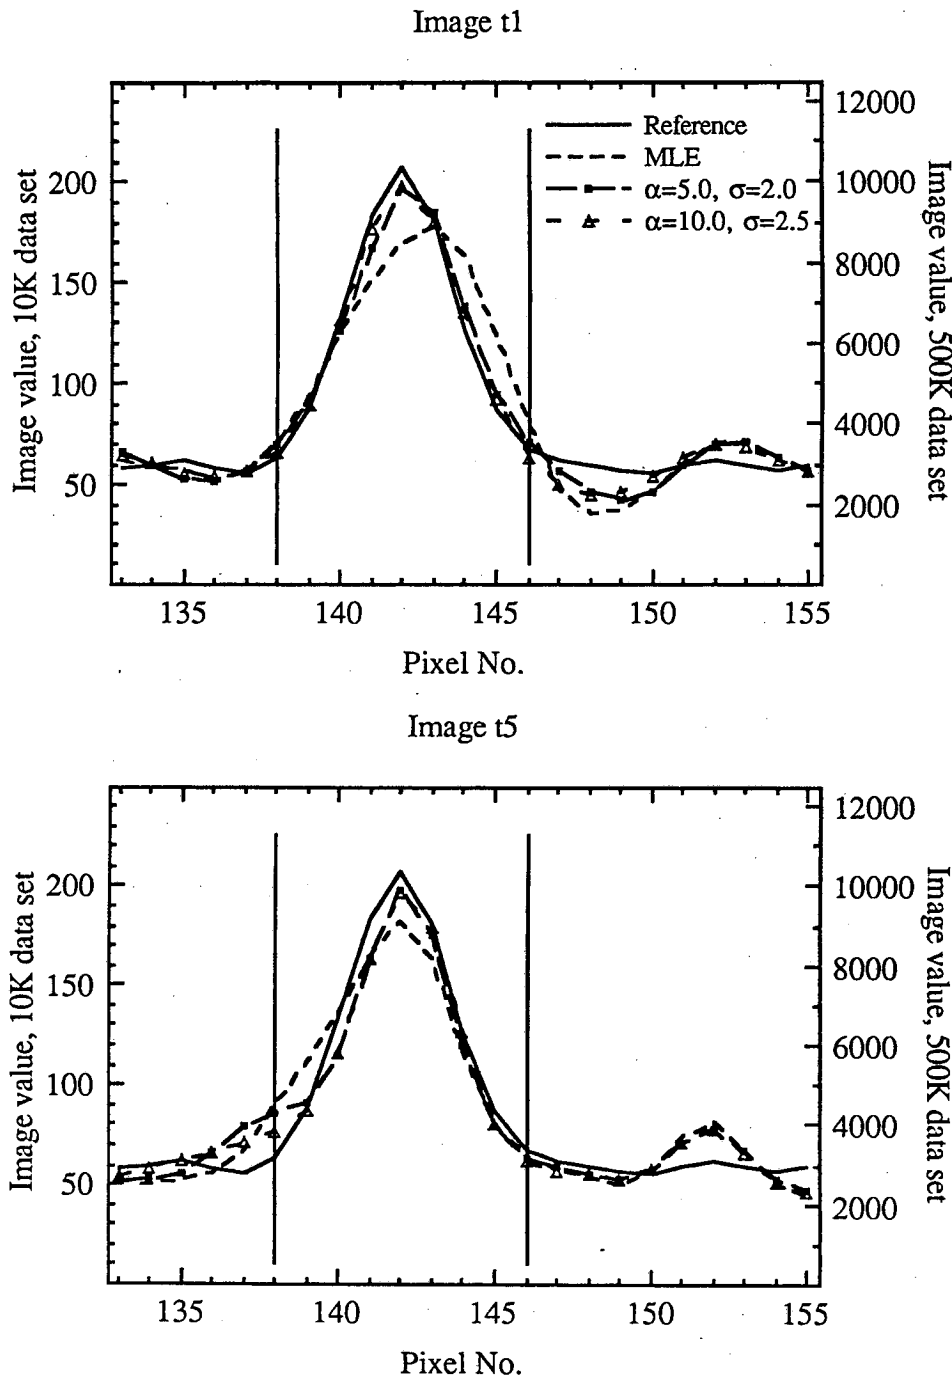 Image t1
Image value, 10K data set
200
150
100
50
12000
10000
8000
6000
4000
2000
Image value, 500K data set
Reference
MLE
α=5.0, σ=2.0
α=10.0, σ=2.5
135 140 145 150 155
Pixel No.
Image t5
Image value, 10K data set
200
150
100
50
12000
10000
8000
6000
4000
2000
Image value, 500K data set
135 140 145 150 155
Pixel No.